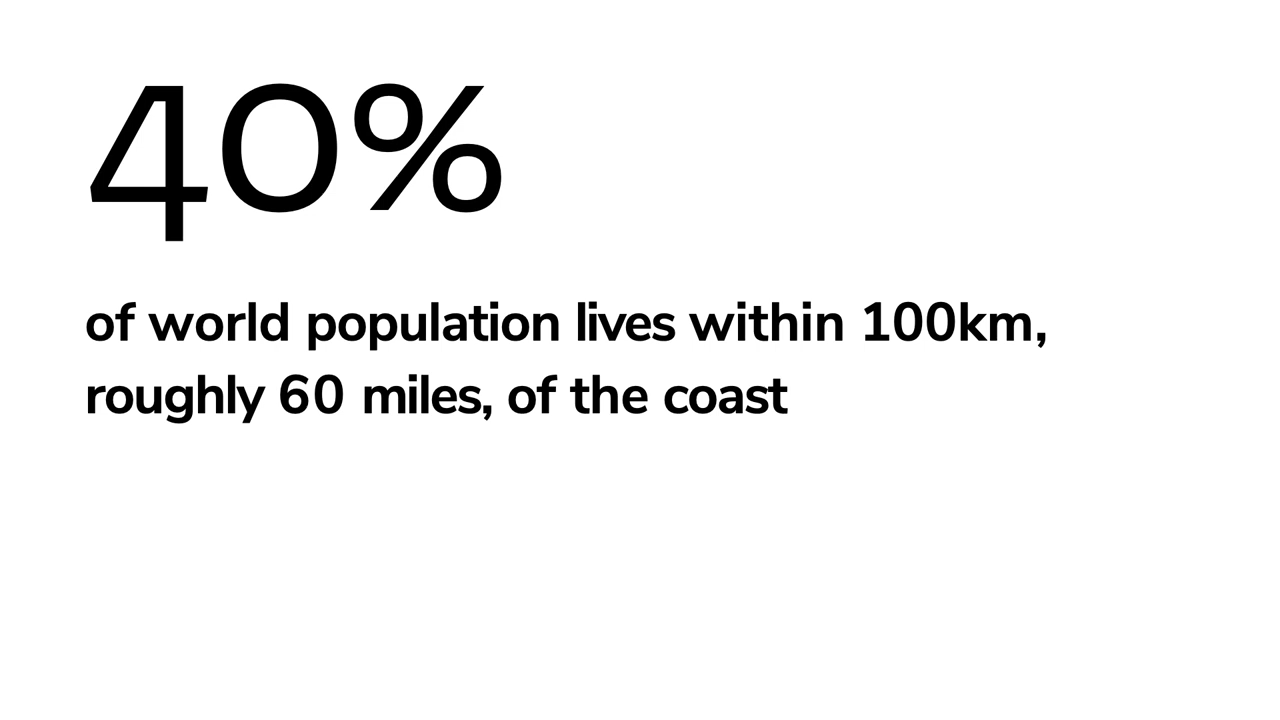 40%
of world population lives within 100km,
roughly 60 miles, of the coast